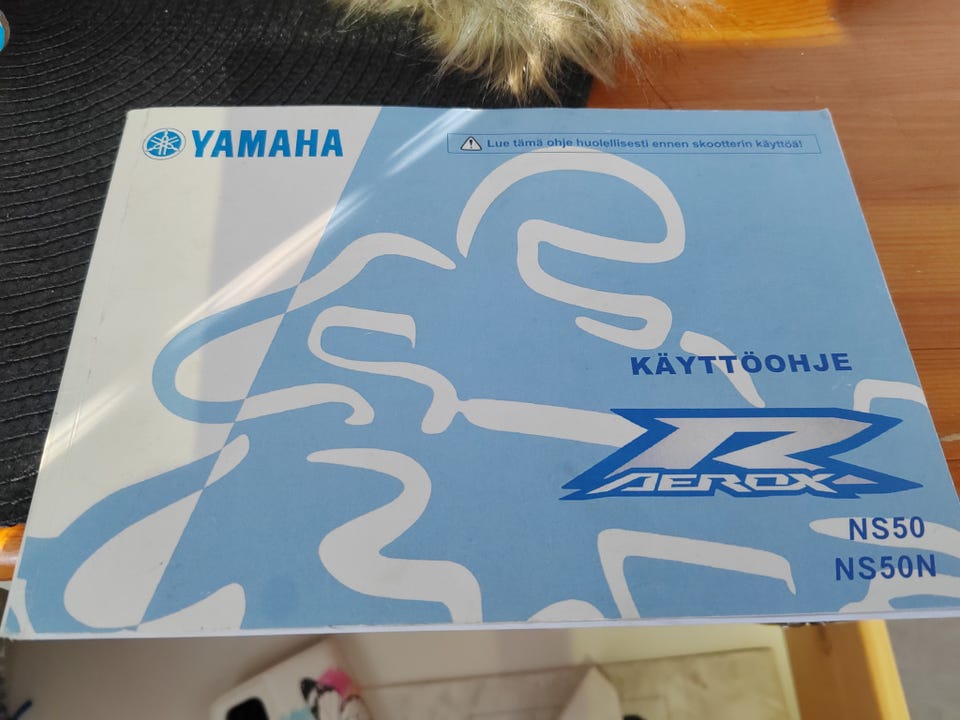 YAMAHA
Lue tämä ohje huolellisesti ennen skootterin käyttöä!
KÄYTTÖOHJE
R
AEROX
NS50
NS50N